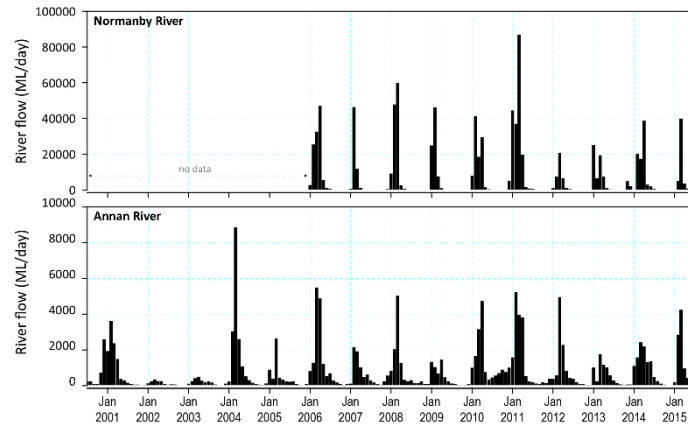 Normanby River
100000
80000
60000
40000
20000
0
River flow (ML/day)
no data
Annan River
10000
8000
6000
4000
2000
0
River flow (ML/day)
Jan Jan Jan Jan Jan Jan Jan Jan Jan Jan Jan Jan Jan Jan Jan
2001 2002 2003 2004 2005 2006 2007 2008 2009 2010 2011 2012 2013 2014 2015